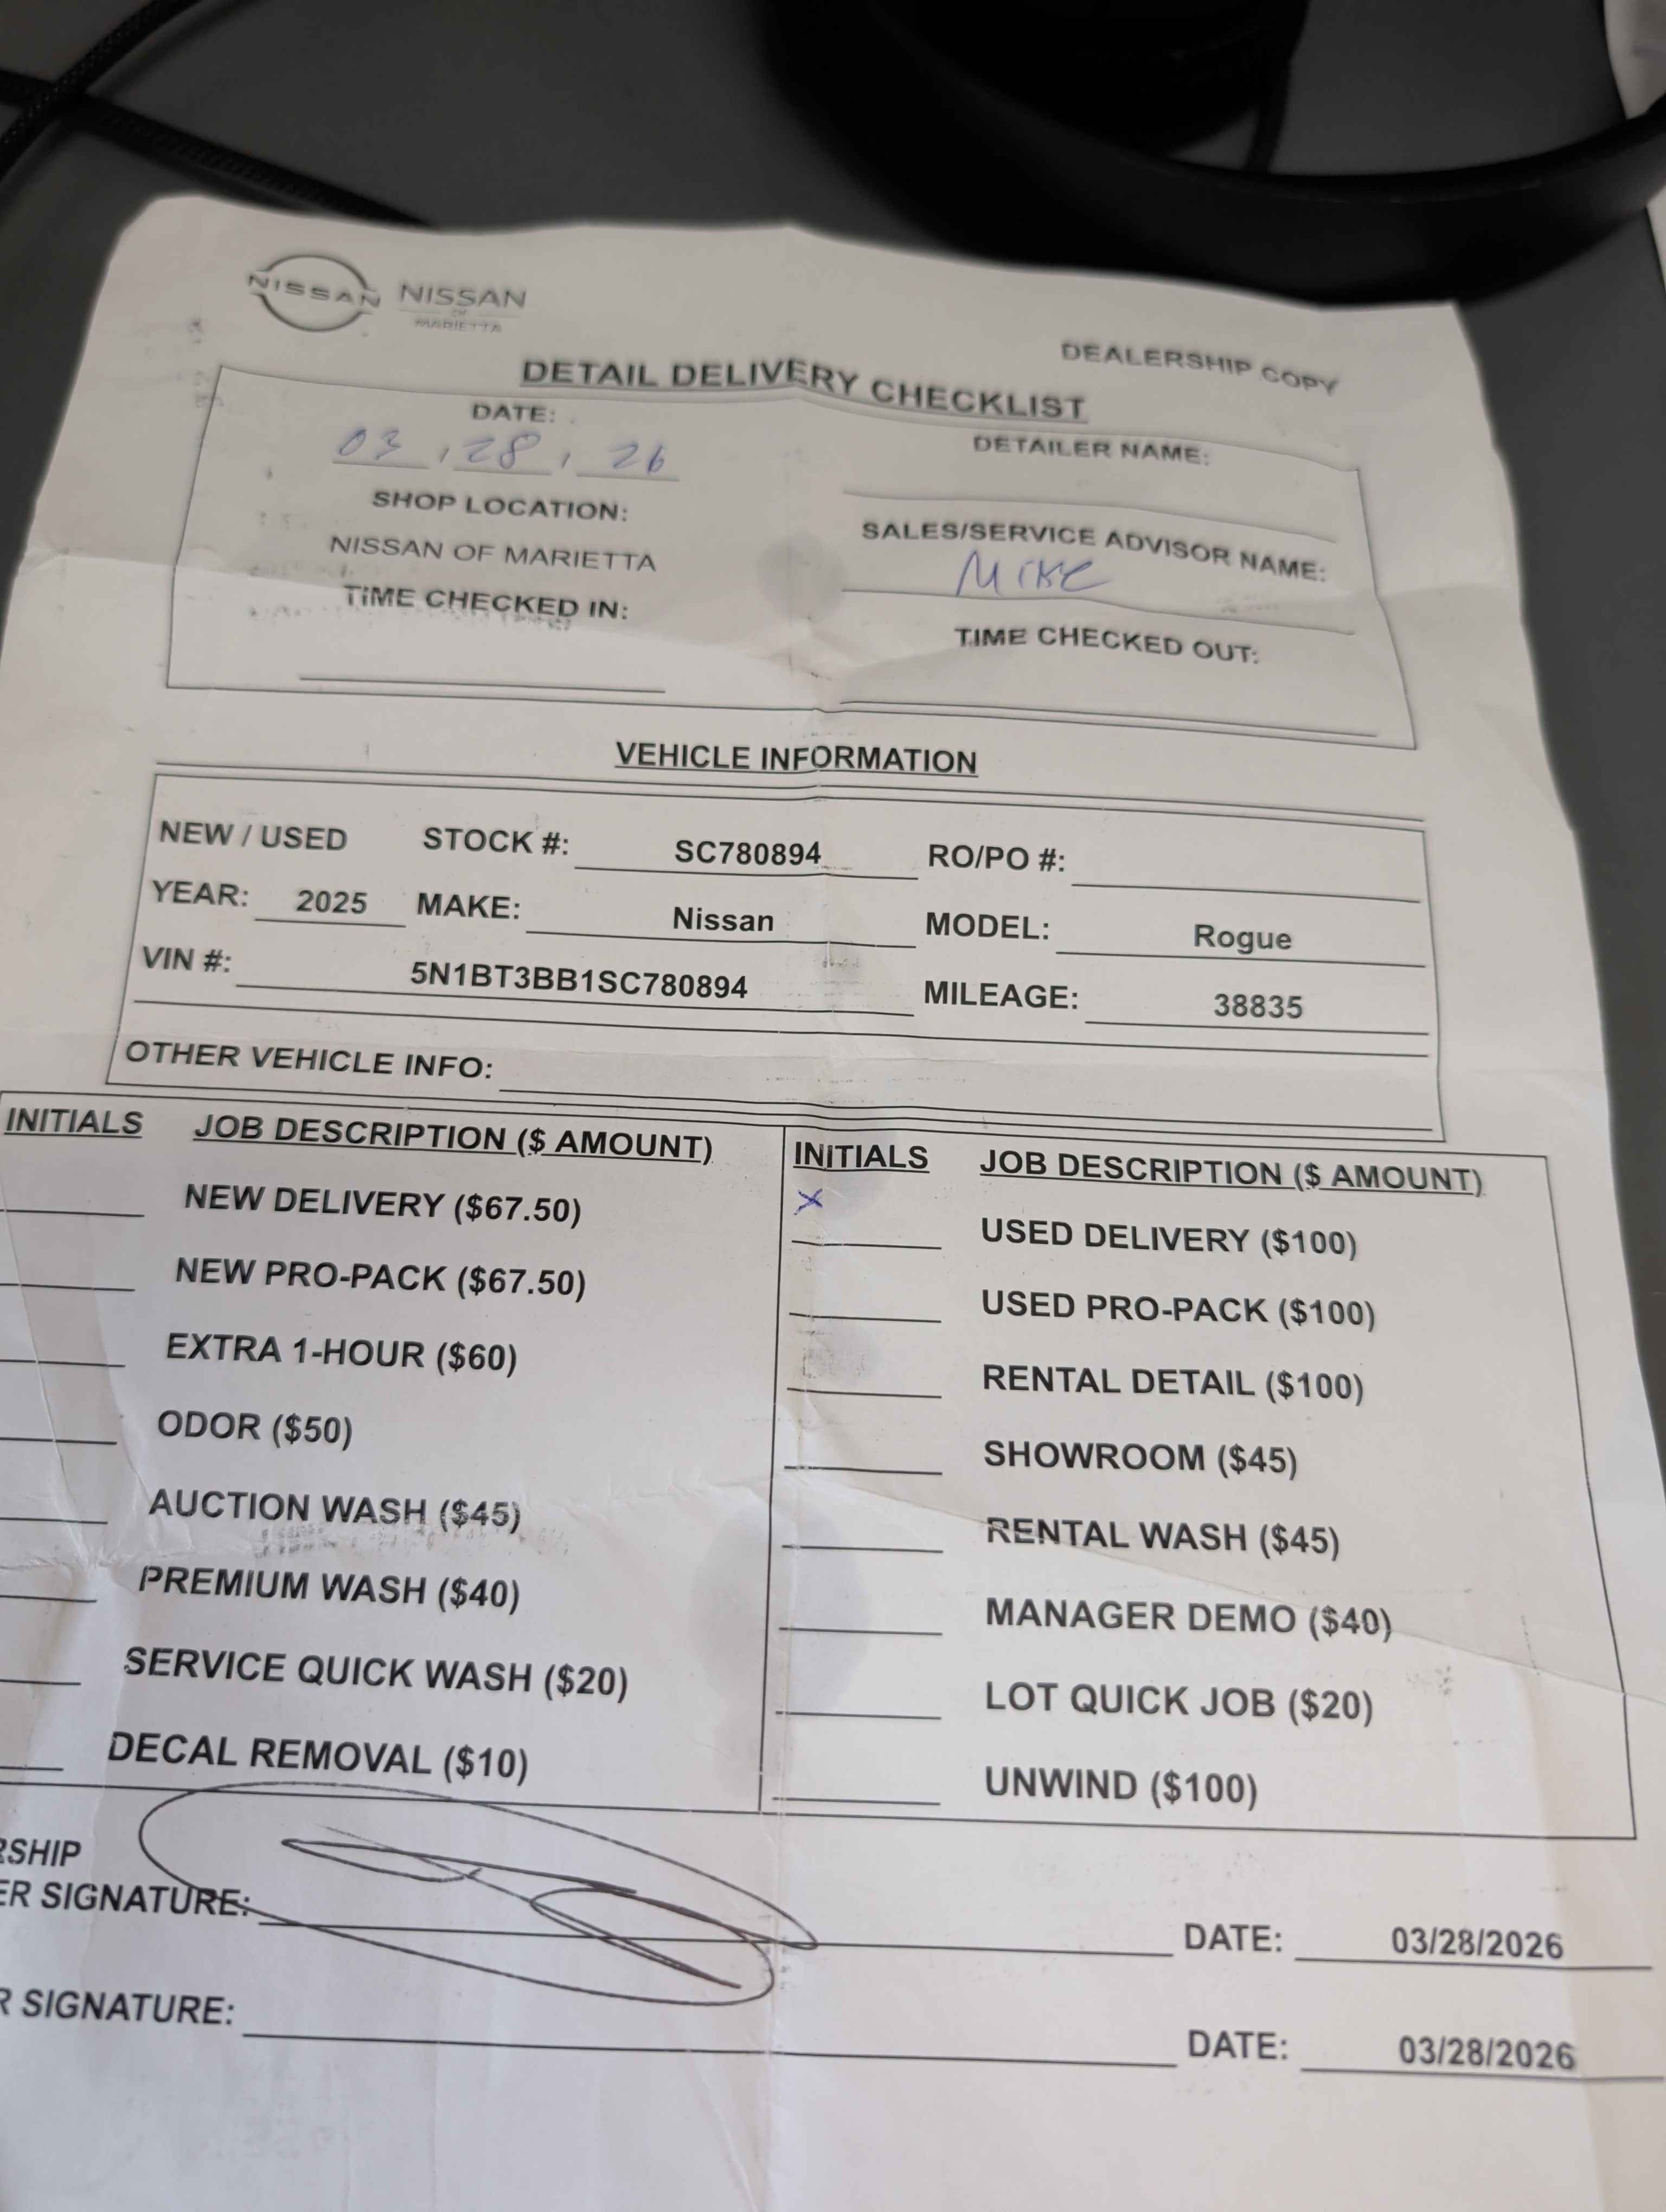 NISSAN NISSAN
OF
MARIETTA
DEALERSHIP COPY
DETAIL DELIVERY CHECKLIST
DATE:
03 , 28 , 26
DETAILER NAME:
SHOP LOCATION:
NISSAN OF MARIETTA
SALES/SERVICE ADVISOR NAME:
Mike
TIME CHECKED IN:
TIME CHECKED OUT:
VEHICLE INFORMATION
NEW / USED STOCK #: SC780894 RO/PO #:
YEAR: 2025 MAKE: Nissan MODEL: Rogue
VIN #: 5N1BT3BB1SC780894 MILEAGE: 38835
OTHER VEHICLE INFO:
INITIALS JOB DESCRIPTION ($ AMOUNT) INITIALS JOB DESCRIPTION ($ AMOUNT)
NEW DELIVERY ($67.50) X USED DELIVERY ($100)
NEW PRO-PACK ($67.50) USED PRO-PACK ($100)
EXTRA 1-HOUR ($60) RENTAL DETAIL ($100)
ODOR ($50) SHOWROOM ($45)
AUCTION WASH ($45) RENTAL WASH ($45)
PREMIUM WASH ($40) MANAGER DEMO ($40)
SERVICE QUICK WASH ($20) LOT QUICK JOB ($20)
DECAL REMOVAL ($10) UNWIND ($100)
RSHIP
ER SIGNATURE: DATE: 03/28/2026
R SIGNATURE: DATE: 03/28/2026